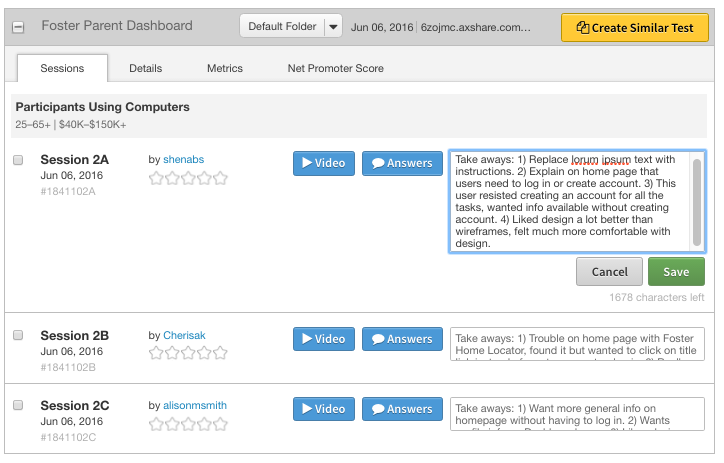 Foster Parent Dashboard Default Folder Jun 06, 2016 6zojmc.axshare.com... Create Similar Test
Sessions Details Metrics Net Promoter Score
Participants Using Computers
25–65+ | $40K–$150K+
Session 2A by shenabs Video Answers
Jun 06, 2016
#1841102A
Take aways: 1) Replace lorum ipsum text with
instructions. 2) Explain on home page that
users need to log in or create account. 3) This
user resisted creating an account for all the
tasks, wanted info available without creating
account. 4) Liked design a lot better than
wireframes, felt much more comfortable with
design.
Cancel Save
1678 characters left
Session 2B by Cherisak Video Answers
Jun 06, 2016
#1841102B
Take aways: 1) Trouble on home page with Foster
Home Locator, found it but wanted to click on title
Session 2C by alisonmsmith Video Answers
Jun 06, 2016
#1841102C
Take aways: 1) Want more general info on
homepage without having to log in. 2) Wants